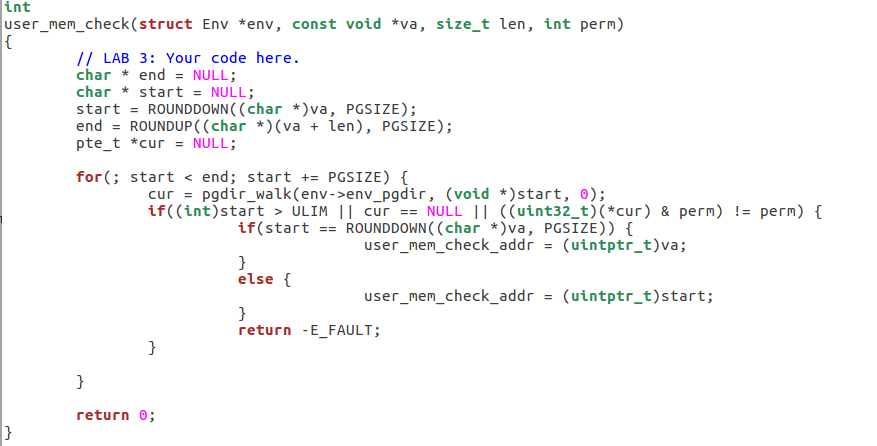 int
user_mem_check(struct Env *env, const void *va, size_t len, int perm)
{
        // LAB 3: Your code here.
        char * end = NULL;
        char * start = NULL;
        start = ROUNDDOWN((char *)va, PGSIZE);
        end = ROUNDUP((char *)(va + len), PGSIZE);
        pte_t *cur = NULL;

        for(; start < end; start += PGSIZE) {
                cur = pgdir_walk(env->env_pgdir, (void *)start, 0);
                if((int)start > ULIM || cur == NULL || ((uint32_t)(*cur) & perm) != perm) {
                          if(start == ROUNDDOWN((char *)va, PGSIZE)) {
                                        user_mem_check_addr = (uintptr_t)va;
                          }
                          else {
                                        user_mem_check_addr = (uintptr_t)start;
                          }
                          return -E_FAULT;
                }

        }

        return 0;
}